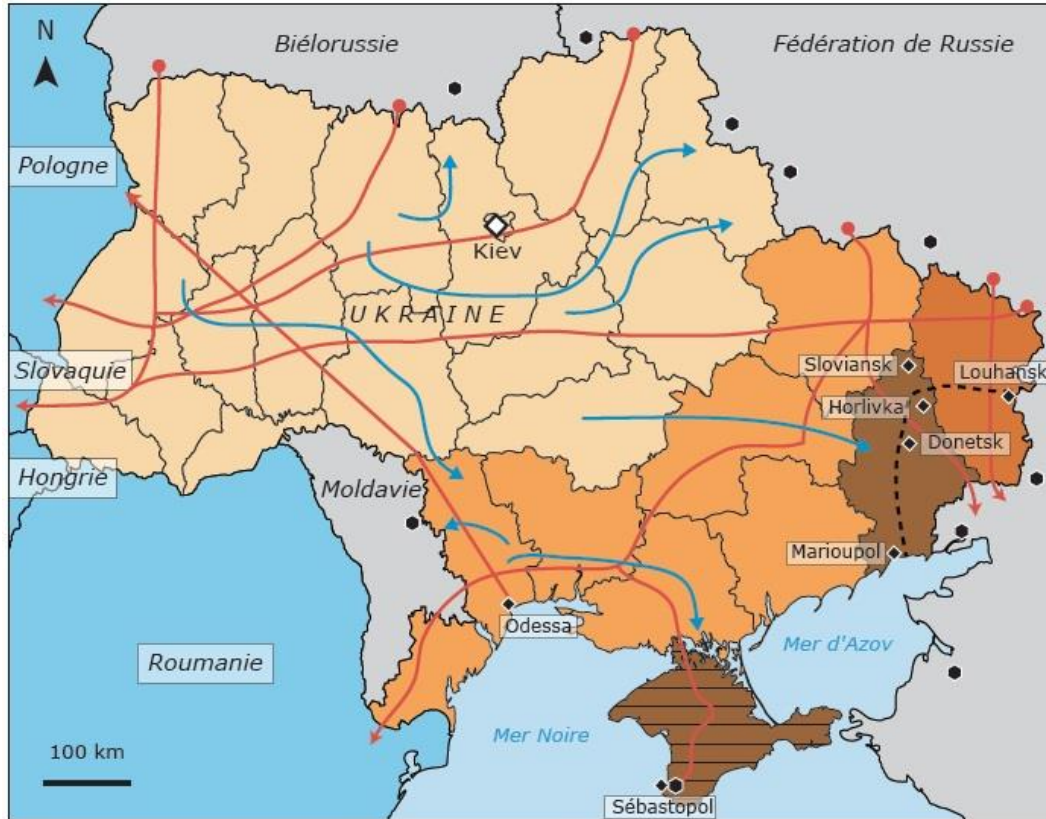 N
Biélorussie
Fédération de Russie
Pologne
Kiev
UKRAINE
Slovaquie
Sloviansk
Louhansk
Horlivka
Donetsk
Hongrie
Moldavie
Marioupol
Odessa
Mer d'Azov
Roumanie
Mer Noire
100 km
Sébastopol